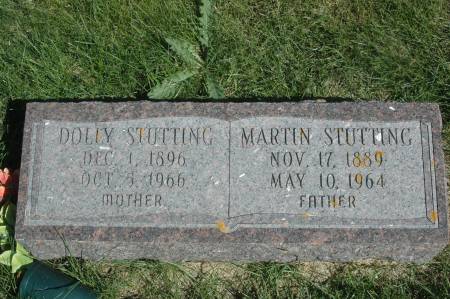 DOLLY STUTTING
DEC. 1, 1896
OCT. 3, 1966
MOTHER
MARTIN STUTTING
NOV. 17, 1889
MAY 10, 1964
FATHER